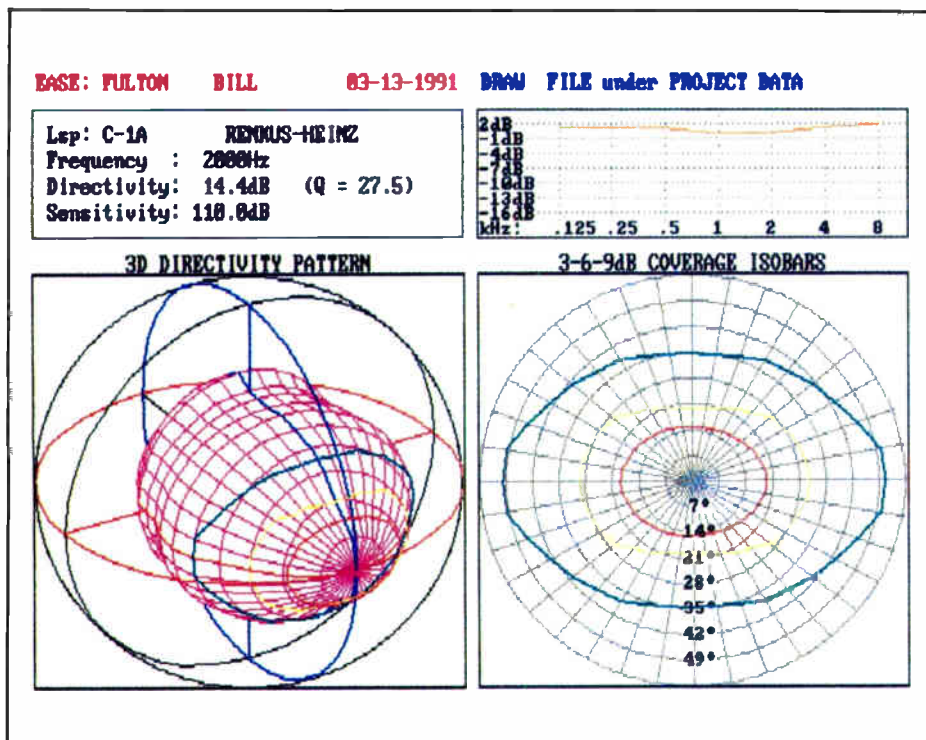 EASE: FULTON BILL 03-13-1991 DRAW FILE under PROJECT DATA
Lsp: C-1A RENKUS-HEINZ
Frequency : 2000Hz
Directivity: 14.4dB (Q = 27.5)
Sensitivity: 110.0dB
2dB
-1dB
-4dB
-7dB
-10dB
-13dB
-16dB
kHz: .125 .25 .5 1 2 4 8
3D DIRECTIVITY PATTERN
3-6-9dB COVERAGE ISOBARS
7°
14°
21°
28°
35°
42°
49°